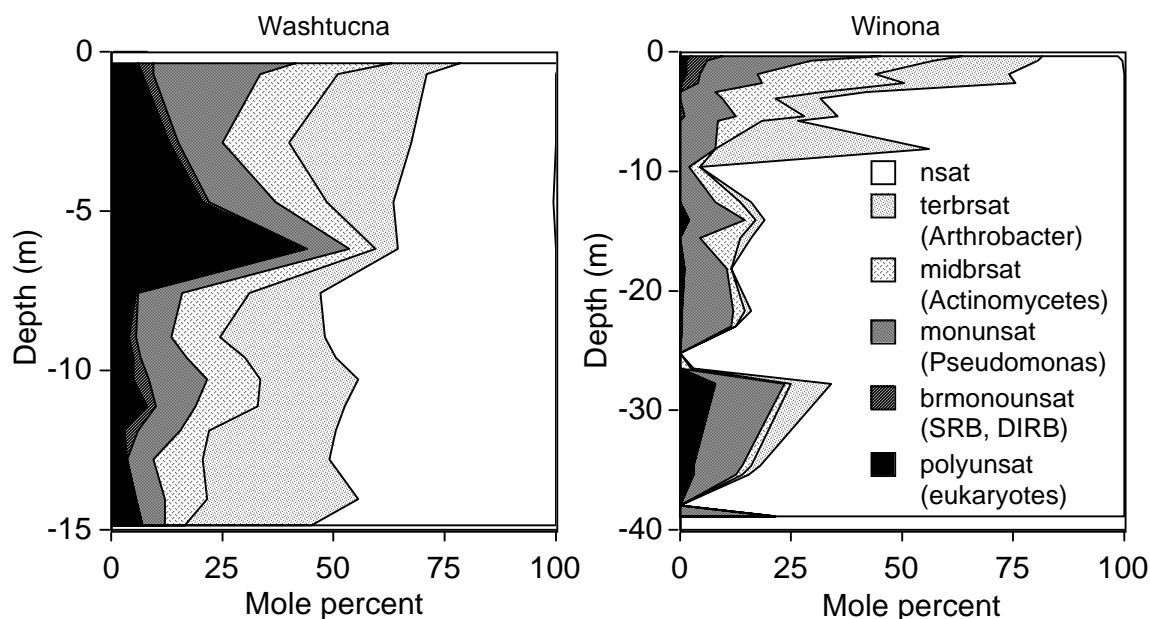 Washtucna
0
-5
-10
-15
Depth (m)
0 25 50 75 100
Mole percent
Winona
0
-10
-20
-30
-40
Depth (m)
0 25 50 75 100
Mole percent
nsat
terbrsat
(Arthrobacter)
midbrsat
(Actinomycetes)
monunsat
(Pseudomonas)
brmonounsat
(SRB, DIRB)
polyunsat
(eukaryotes)